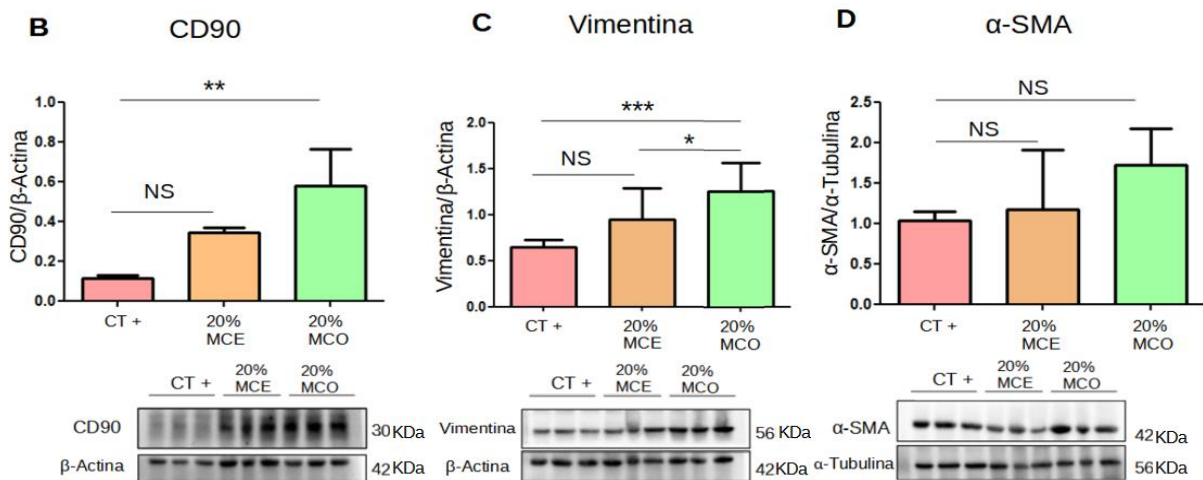 B CD90
**
NS
CD90/β-Actina
1.0
0.8
0.6
0.4
0.2
0.0
CT + 20% MCE 20% MCO
CT + 20% MCE 20% MCO
CD90 30 KDa
β-Actina 42 KDa
C Vimentina
***
NS *
Vimentina/β-Actina
2.0
1.5
1.0
0.5
0.0
CT + 20% MCE 20% MCO
CT + 20% MCE 20% MCO
Vimentina 56 KDa
β-Actina 42 KDa
D α-SMA
NS
NS
α-SMA/α-Tubulina
2.5
2.0
1.5
1.0
0.5
0.0
CT + 20% MCE 20% MCO
CT + 20% MCE 20% MCO
α-SMA 42 KDa
α-Tubulina 56 KDa